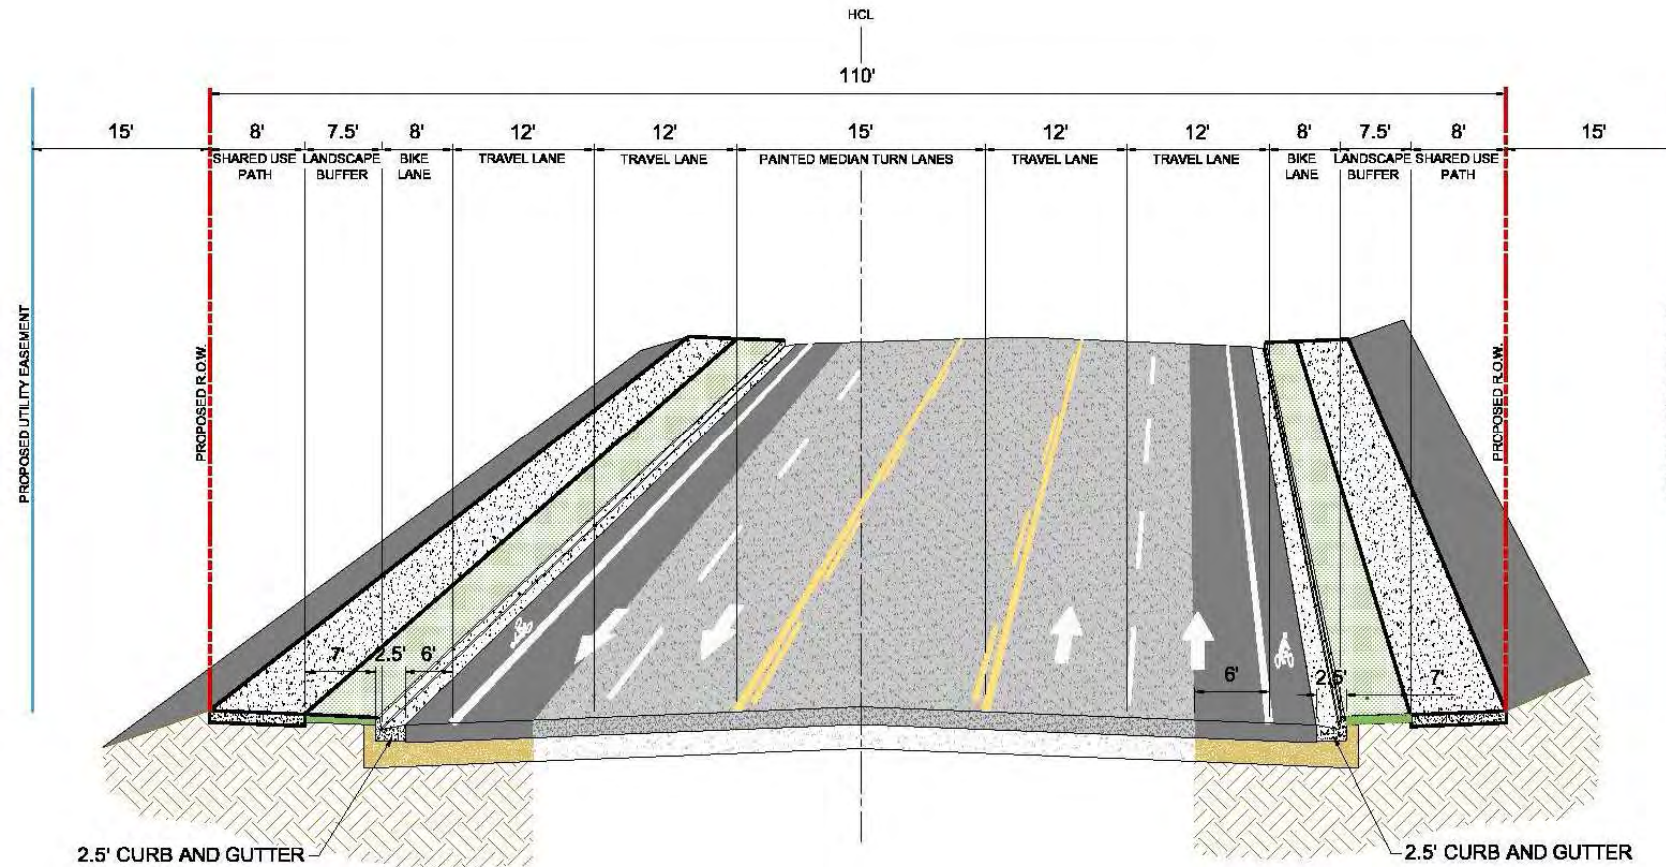 HCL
110'
15' 8' 7.5' 8' 12' 12' 15' 12' 12' 8' 7.5' 8' 15'
SHARED USE PATH
LANDSCAPE BUFFER
BIKE LANE
TRAVEL LANE
TRAVEL LANE
PAINTED MEDIAN TURN LANES
TRAVEL LANE
TRAVEL LANE
BIKE LANE
LANDSCAPE BUFFER
SHARED USE PATH
PROPOSED UTILITY EASEMENT
PROPOSED R.O.W.
PROPOSED R.O.W.
7' 2.5' 6'
6' 2.5' 7'
2.5' CURB AND GUTTER
2.5' CURB AND GUTTER